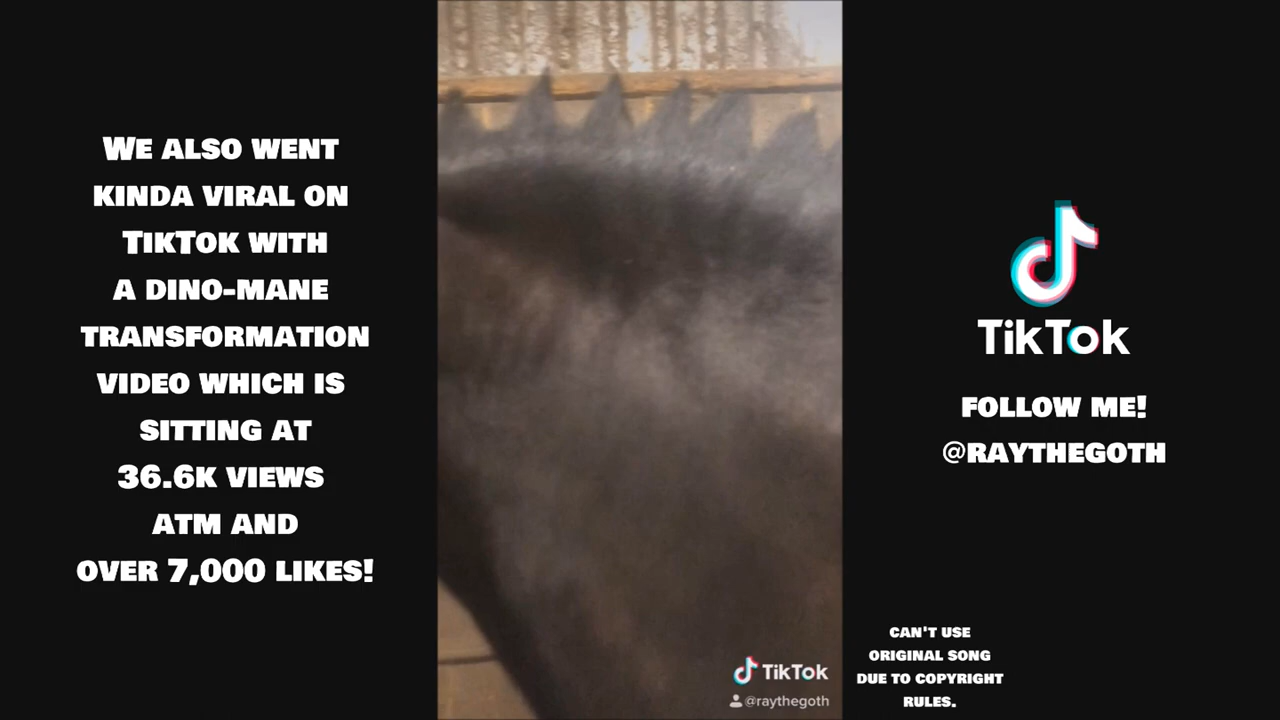 We also went
kinda viral on
TikTok with
a dino-mane
transformation
video which is
sitting at
36.6k views
atm and
over 7,000 likes!
TikTok
follow me!
@raythegoth
TikTok
@raythegoth
can't use
original song
due to copyright
rules.